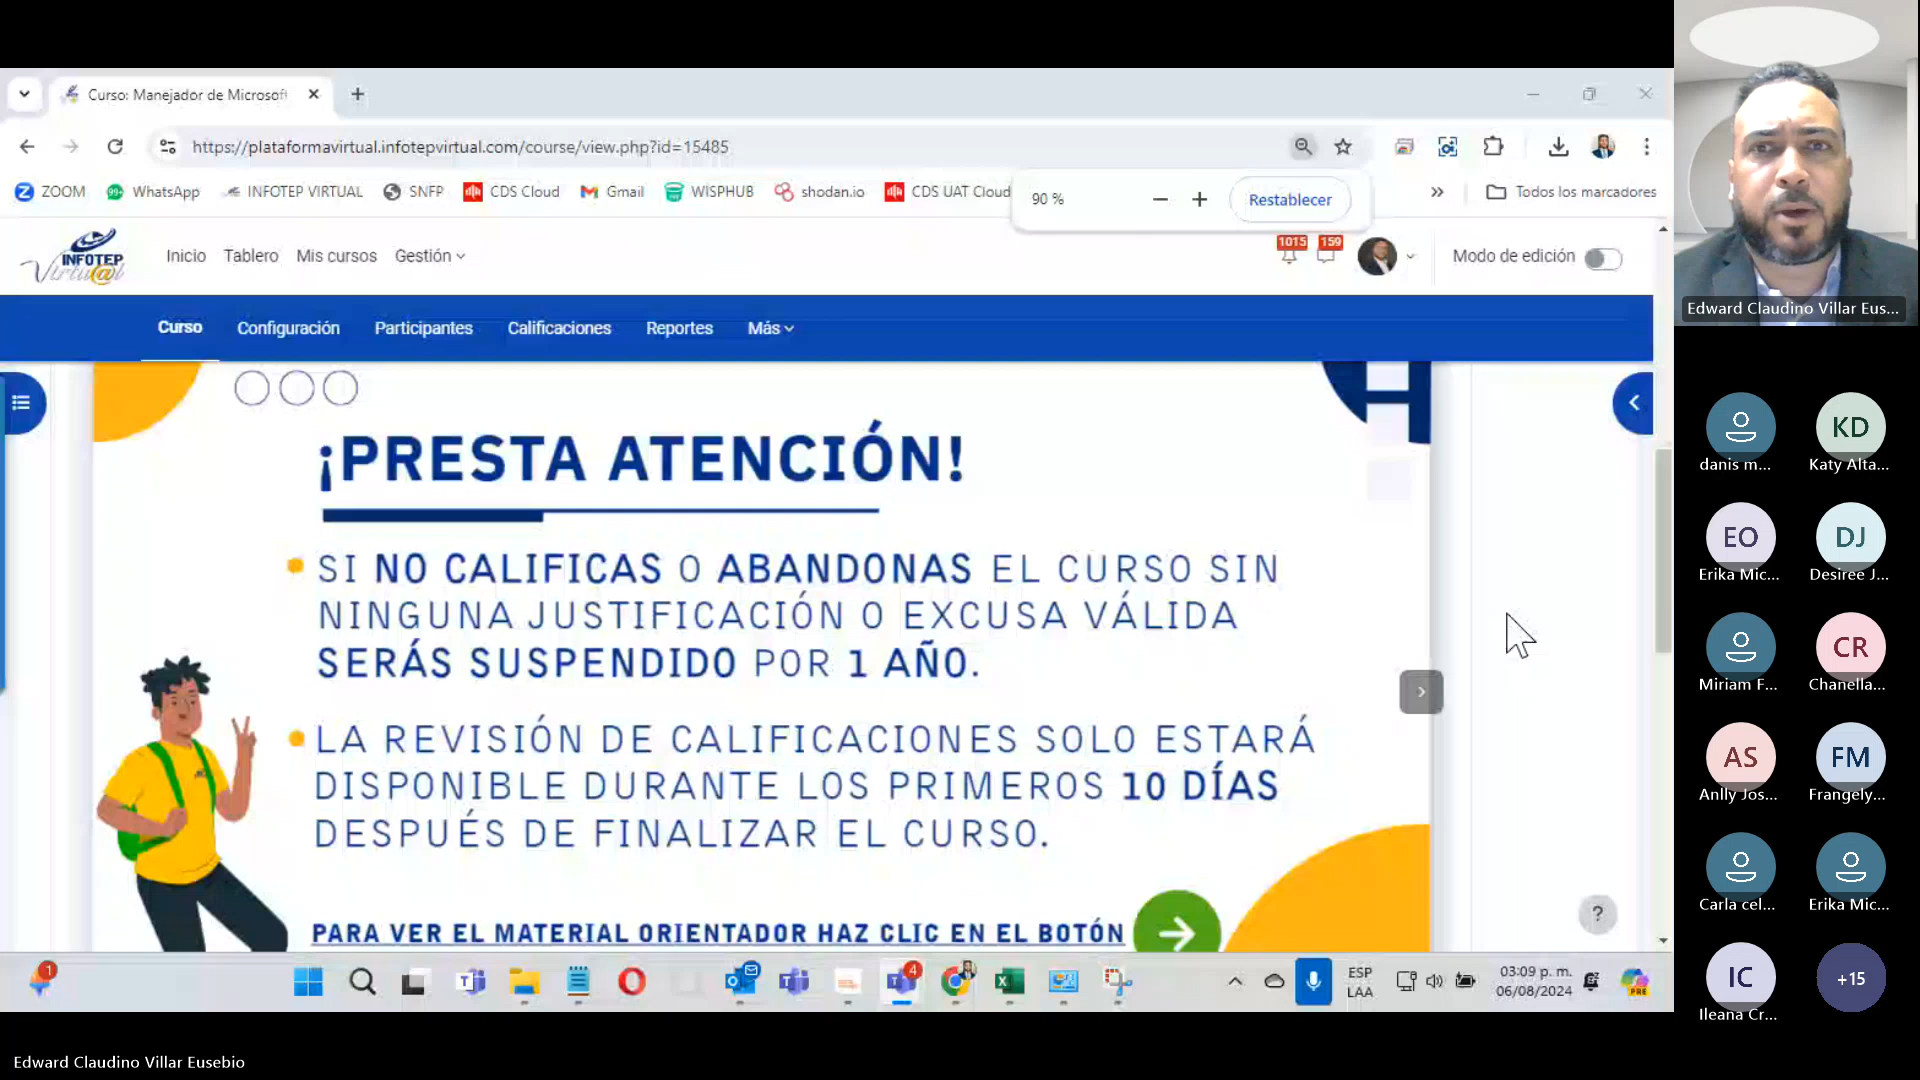 Curso: Manejador de Microsof
https://plataformavirtual.infotepvirtual.com/course/view.php?id=15485
ZOOM
WhatsApp
INFOTEP VIRTUAL
SNFP
CDS Cloud
Gmail
WISPHUB
shodan.io
CDS UAT Cloud
90 %
Restablecer
Todos los marcadores
INFOTEP
Virtu@l
Inicio
Tablero
Mis cursos
Gestión
1015
159
Modo de edición
Curso
Configuración
Participantes
Calificaciones
Reportes
Más
¡PRESTA ATENCIÓN!
SI NO CALIFICAS O ABANDONAS EL CURSO SIN
NINGUNA JUSTIFICACIÓN O EXCUSA VÁLIDA
SERÁS SUSPENDIDO POR 1 AÑO.
LA REVISIÓN DE CALIFICACIONES SOLO ESTARÁ
DISPONIBLE DURANTE LOS PRIMEROS 10 DÍAS
DESPUÉS DE FINALIZAR EL CURSO.
PARA VER EL MATERIAL ORIENTADOR HAZ CLIC EN EL BOTÓN
?
1
4
ESP
LAA
03:09 p. m.
06/08/2024
PRE
Edward Claudino Villar Eus...
danis m...
KD
Katy Alta...
EO
Erika Mic...
DJ
Desiree J...
Miriam F...
CR
Chanella...
AS
Anlly Jos...
FM
Frangely...
Carla cel...
Erika Mic...
IC
Ileana Cr...
+15
Edward Claudino Villar Eusebio